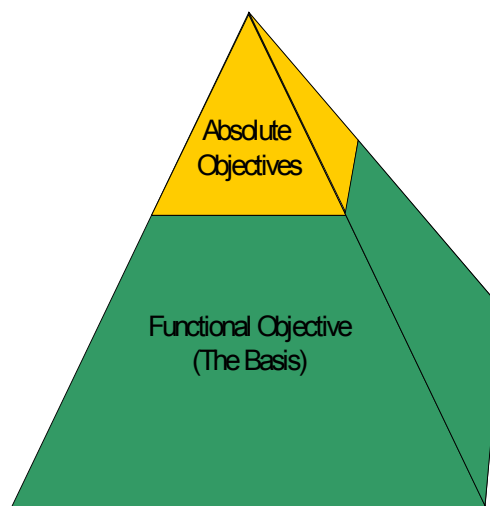 Absolute
Objectives
Functional Objective
(The Basis)